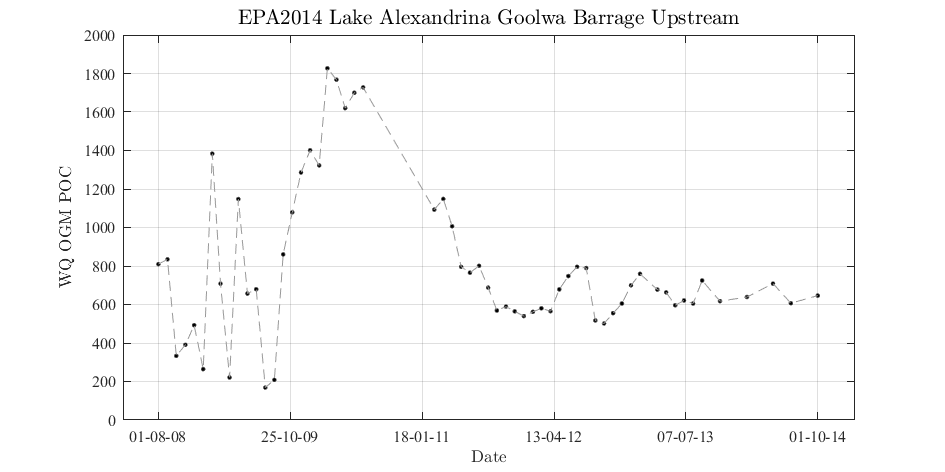 EPA2014 Lake Alexandrina Goolwa Barrage Upstream
2000
1800
1600
1400
1200
1000
800
600
400
200
0
WQ OGM POC
01-08-08 25-10-09 18-01-11 13-04-12 07-07-13 01-10-14
Date